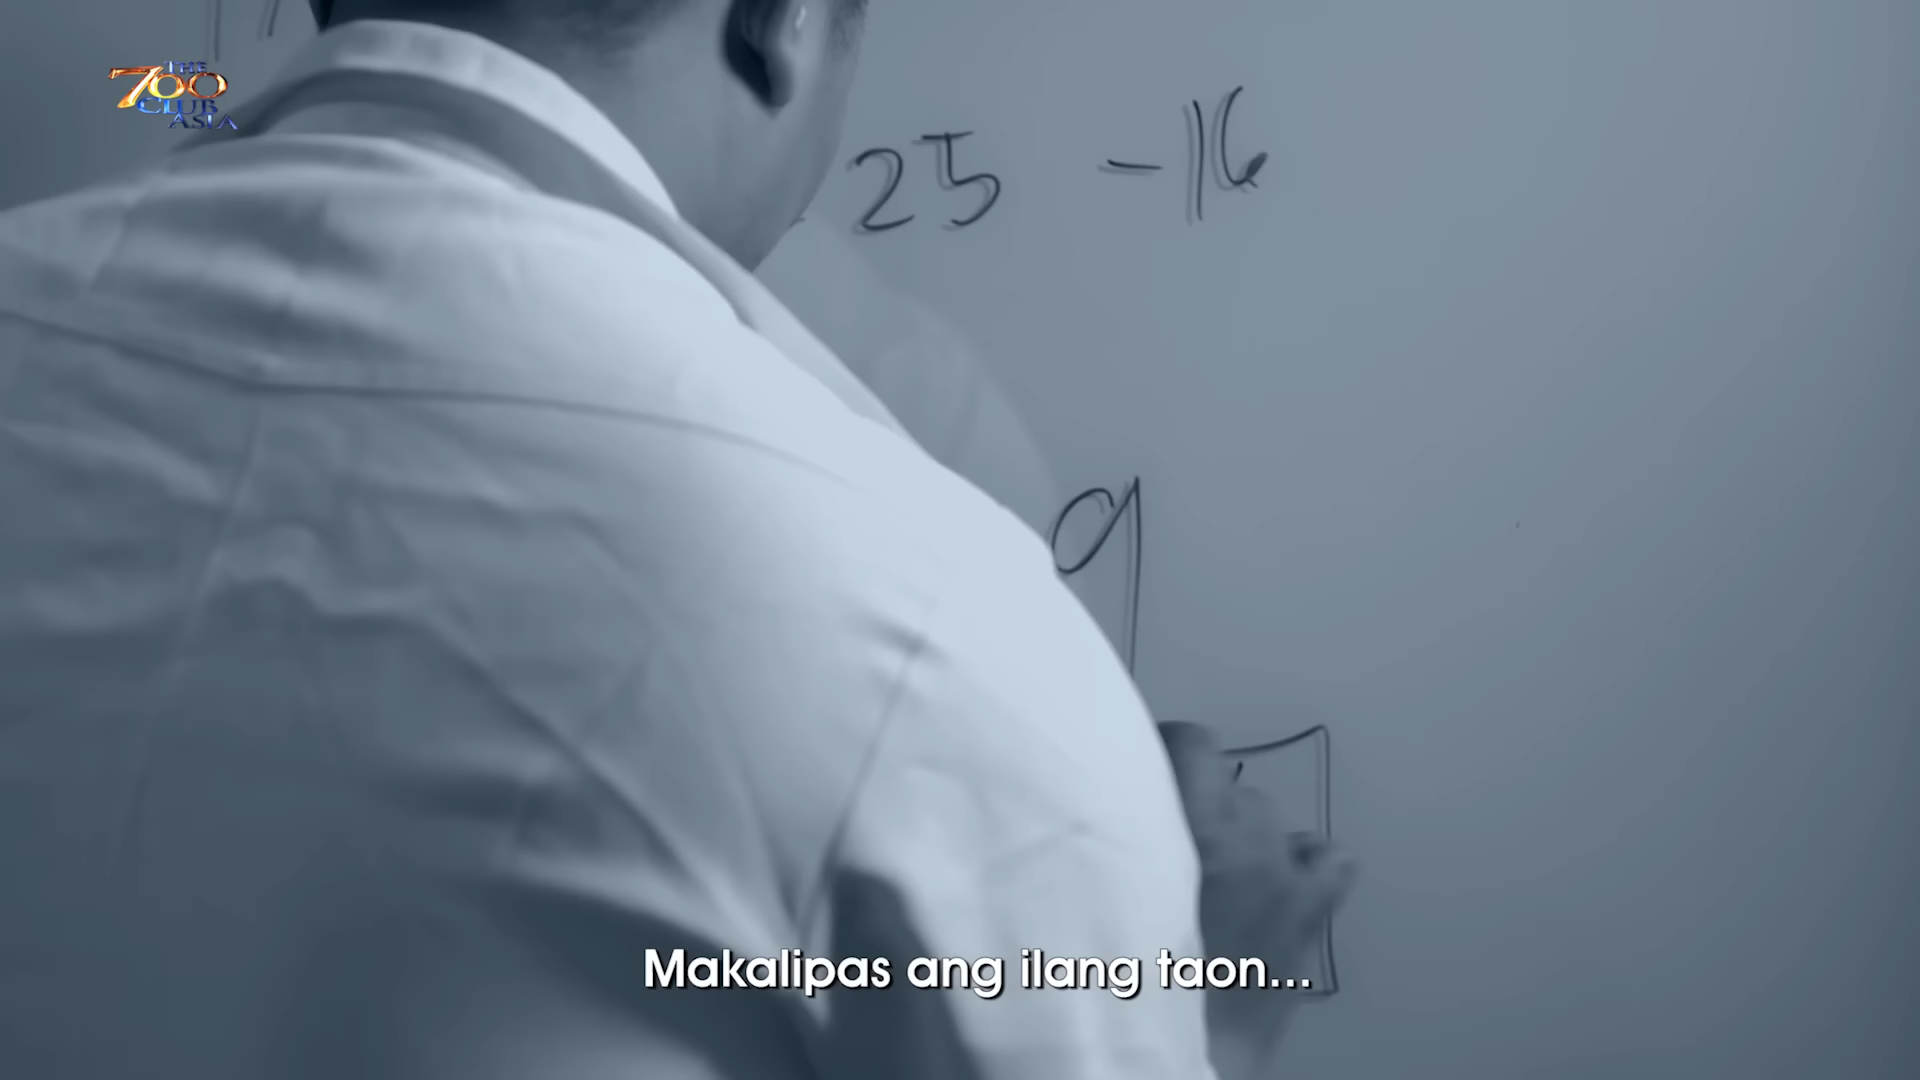 THE
700
CLUB
ASIA
25 -16
9
Makalipas ang ilang taon...